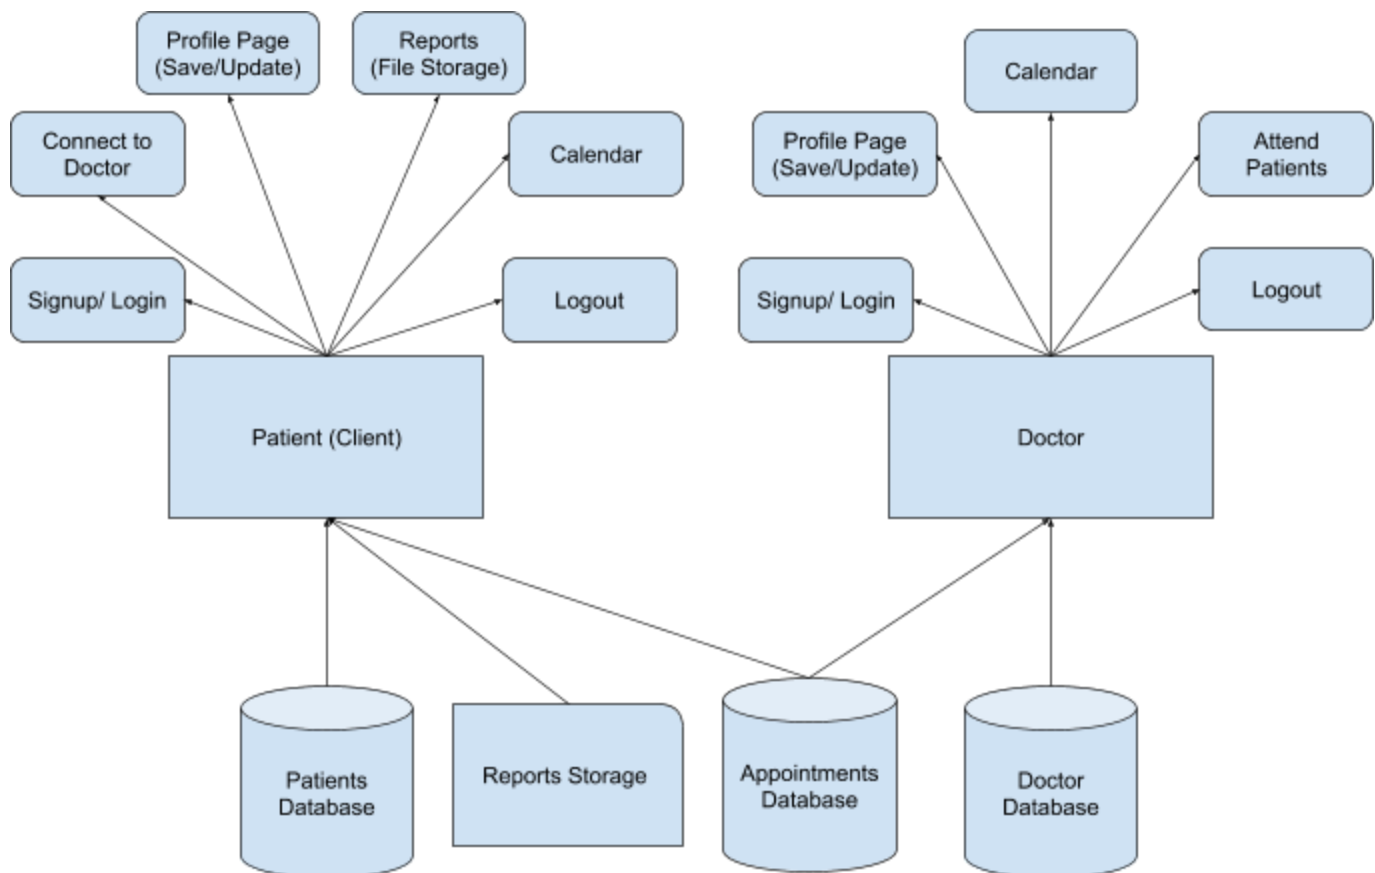 Profile Page
(Save/Update)
Reports
(File Storage)
Calendar
Connect to
Doctor
Calendar
Profile Page
(Save/Update)
Attend
Patients
Signup/ Login
Logout
Signup/ Login
Logout
Patient (Client)
Doctor
Patients
Database
Reports Storage
Appointments
Database
Doctor
Database